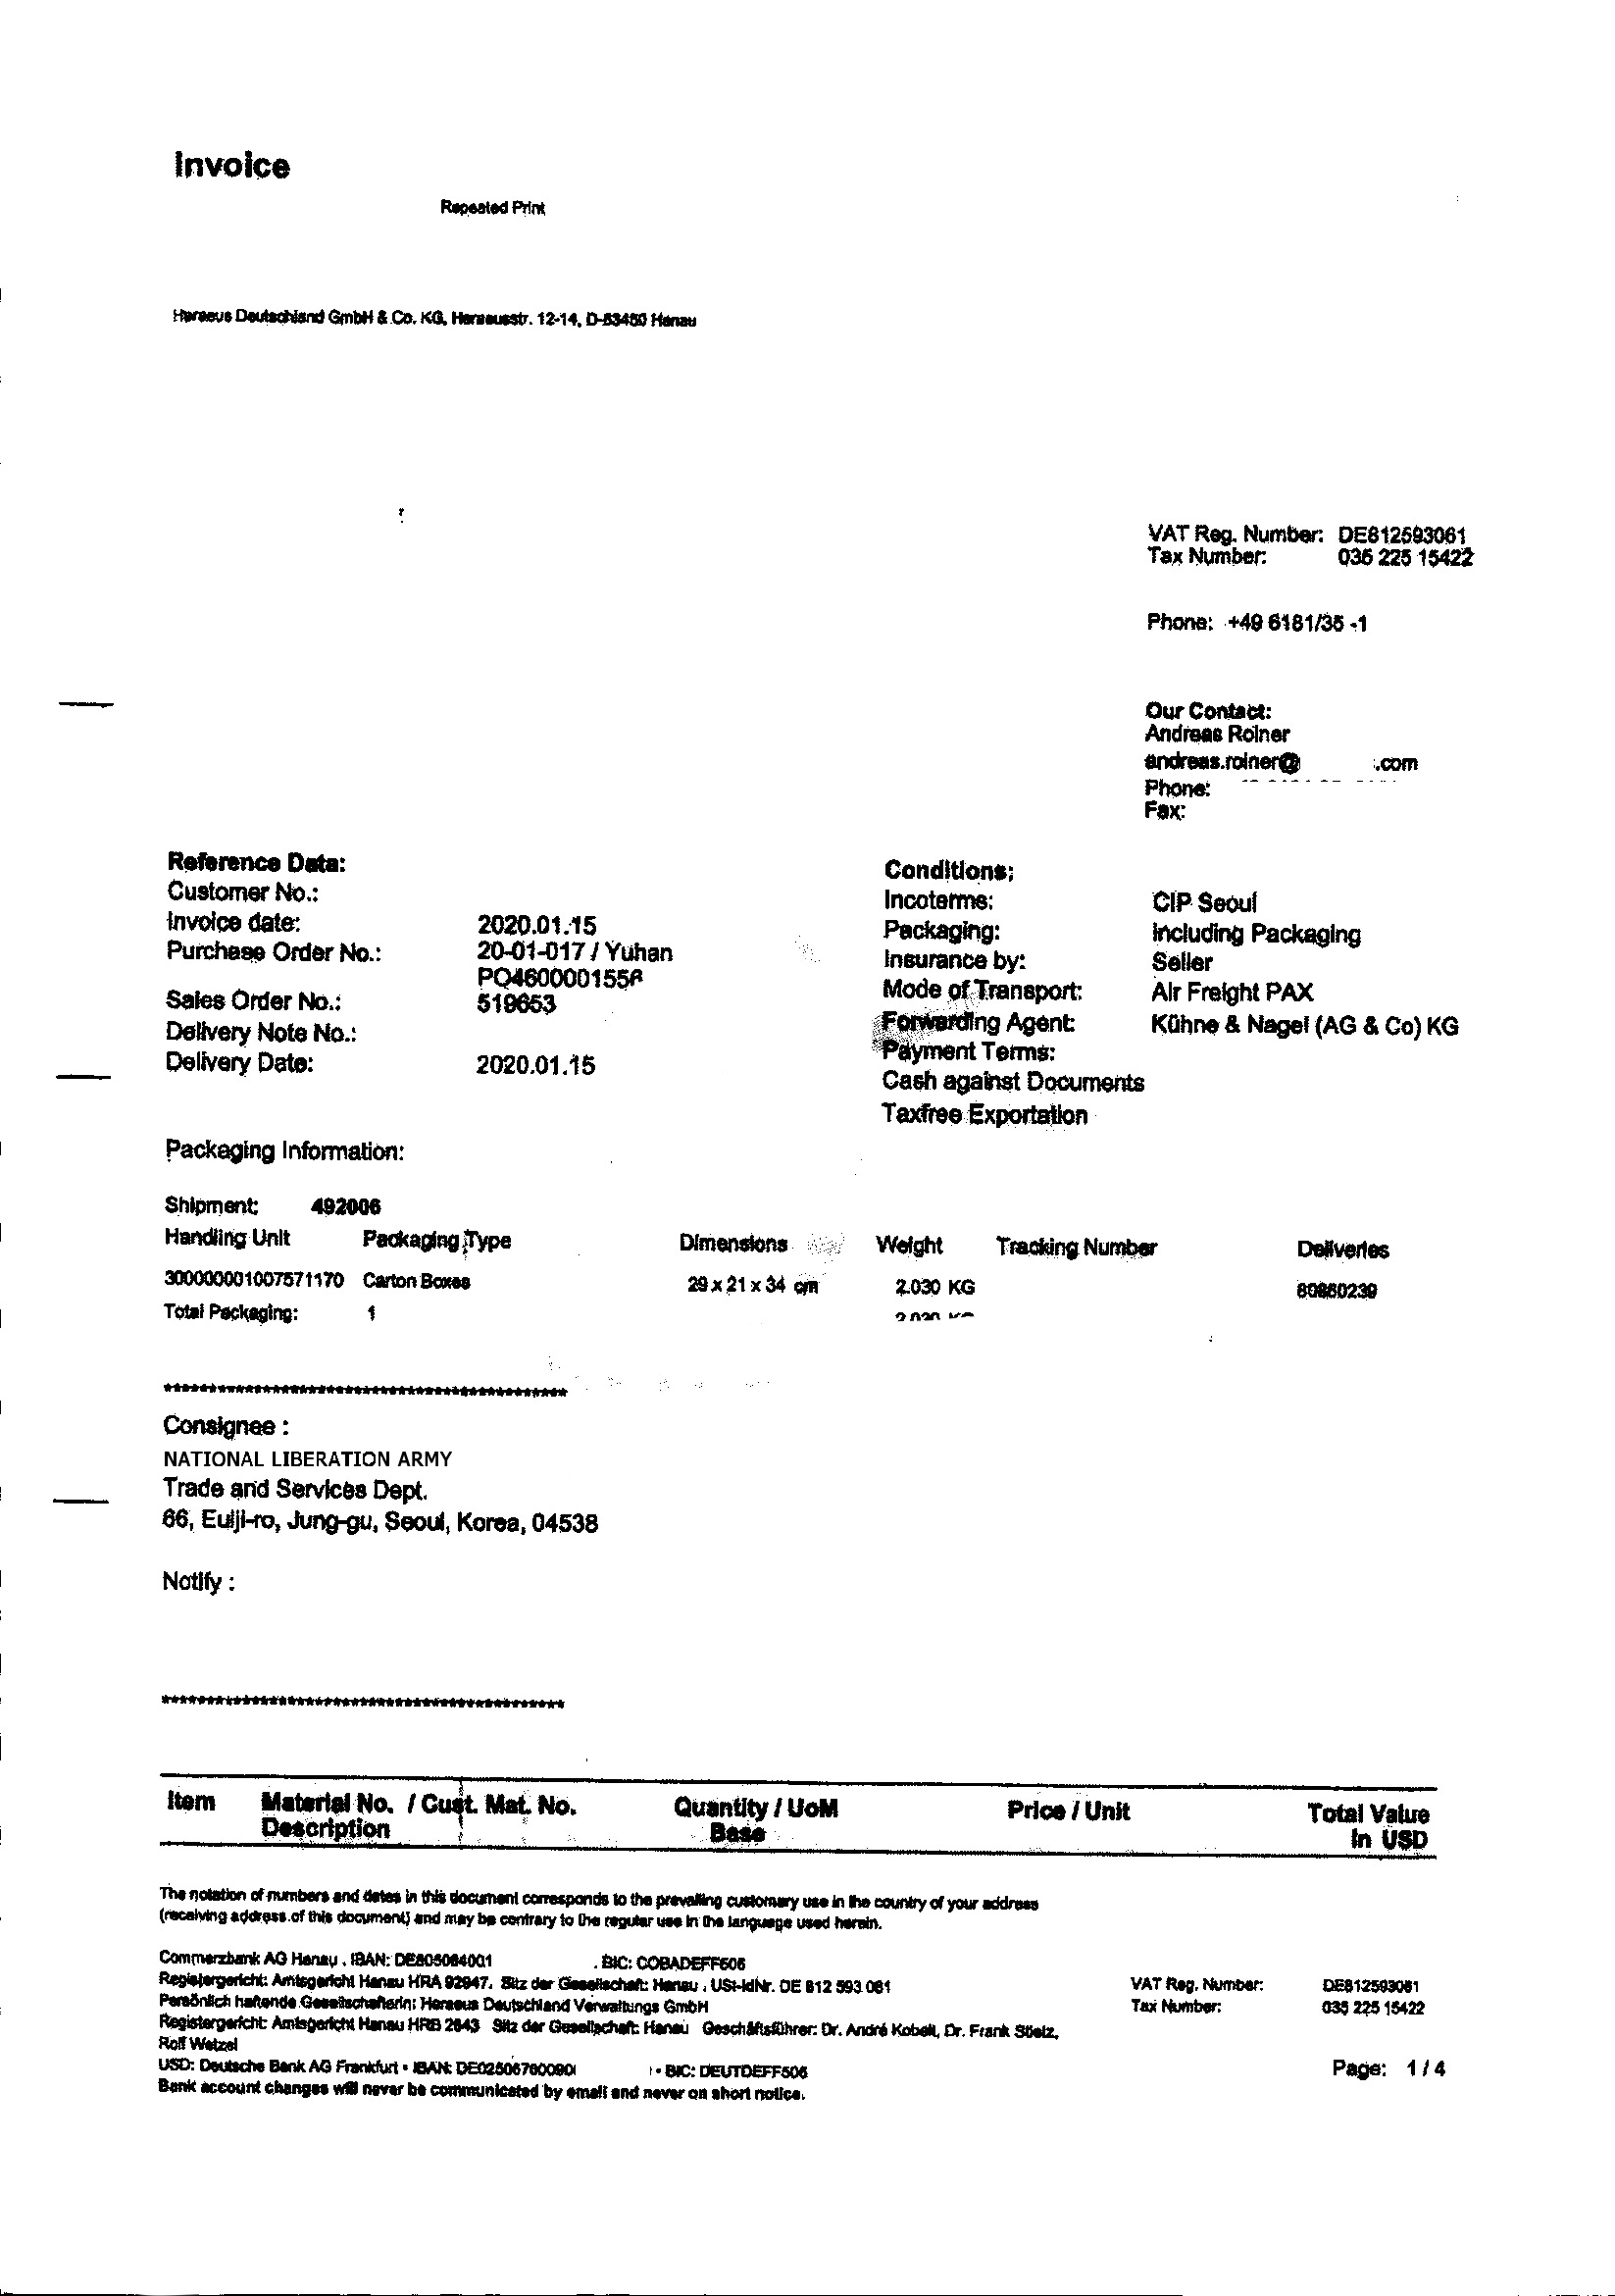 Invoice
Repeated Print
Heraeus Deutschland GmbH & Co. KG, Heraeusstr. 12-14, D-63450 Hanau
VAT Reg. Number: DE812593061
Tax Number: 035 225 15422
Phone: +49 6181/35 -1
Our Contact:
Andreas Rolner
andreas.rolner@ .com
Phone:
Fax:
Reference Data:
Customer No.:
Invoice date: 2020.01.15
Purchase Order No.: 20-01-017 / Yuhan
PO4600001556
Sales Order No.: 519653
Delivery Note No.:
Delivery Date: 2020.01.15
Conditions:
Incoterms: CIP Seoul
Packaging: Including Packaging
Insurance by: Seller
Mode of Transport: Air Freight PAX
Forwarding Agent: Kühne & Nagel (AG & Co) KG
Payment Terms:
Cash against Documents
Taxfree Exportation
Packaging Information:
Shipment: 492006
Handling Unit Packaging Type Dimensions Weight Tracking Number Deliveries
300000001007571170 Carton Boxes 29 x 21 x 34 cm 2.030 KG 80860239
Total Packaging: 1 2.030 KG
********************************************
Consignee :
NATIONAL LIBERATION ARMY
Trade and Services Dept.
66, Eulji-ro, Jung-gu, Seoul, Korea, 04538
Notify :
********************************************
Item Material No. / Cust. Mat. No. Quantity / UoM Price / Unit Total Value
Description Base in USD
The notation of numbers and dates in this document corresponds to the prevailing customary use in the country of your address
(receiving address of this document) and may be contrary to the regular use in the language used herein.
Commerzbank AG Hanau . IBAN: DE805064001 . BIC: COBADEFF506
Registergericht: Amtsgericht Hanau HRA 92947. Sitz der Gesellschaft: Hanau . USt-IdNr. DE 812 593 061
Persönlich haftende Gesellschafterin: Heraeus Deutschland Verwaltungs GmbH
Registergericht: Amtsgericht Hanau HRB 2643 Sitz der Gesellschaft: Hanau Geschäftsführer: Dr. André Kobelt, Dr. Frank Stietz,
Rolf Wetzel
USD: Deutsche Bank AG Frankfurt • IBAN: DE02506700090 • BIC: DEUTDEFF506
Bank account changes will never be communicated by email and never on short notice.
VAT Reg. Number: DE812593061
Tax Number: 035 225 15422
Page: 1 / 4